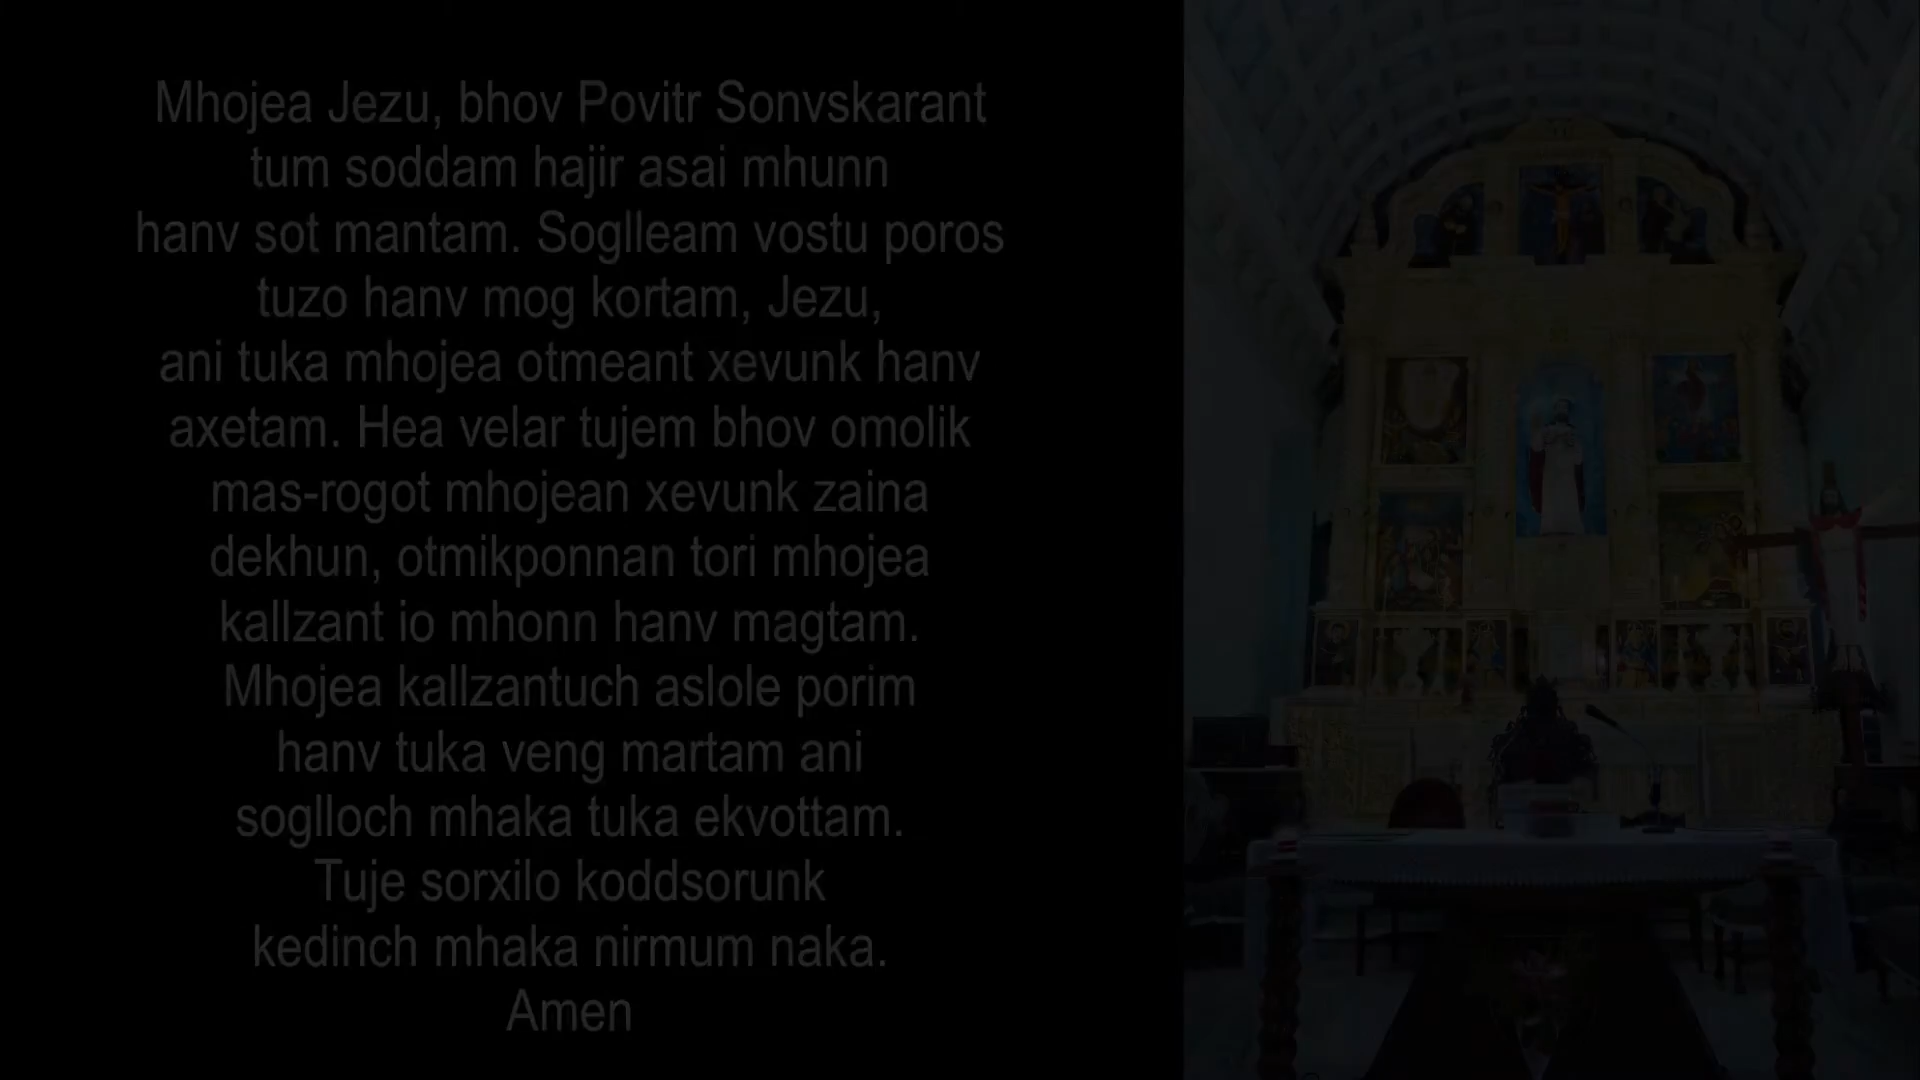 Mhojea Jezu, bhov Povitr Sonvskarant
tum soddam hajir asai mhunn
hanv sot mantam. Soglleam vostu poros
tuzo hanv mog kortam, Jezu,
ani tuka mhojea otmeant xevunk hanv
axetam. Hea velar tujem bhov omolik
mas-rogot mhojean xevunk zaina
dekhun, otmikponnan tori mhojea
kallzant io mhonn hanv magtam.
Mhojea kallzantuch aslole porim
hanv tuka veng martam ani
soglloch mhaka tuka ekvottam.
Tuje sorxilo koddsorunk
kedinch mhaka nirmum naka.
Amen